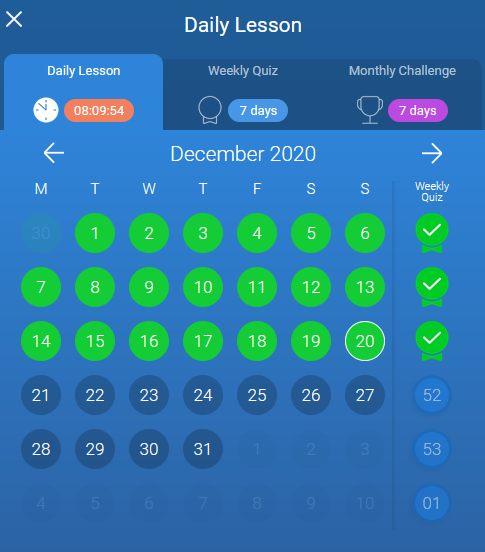 Daily Lesson
Daily Lesson Weekly Quiz Monthly Challenge
08:09:54 7 days 7 days
December 2020
M T W T F S S Weekly
Quiz
30 1 2 3 4 5 6
7 8 9 10 11 12 13
14 15 16 17 18 19 20
21 22 23 24 25 26 27 52
28 29 30 31 1 2 3 53
4 5 6 7 8 9 10 01